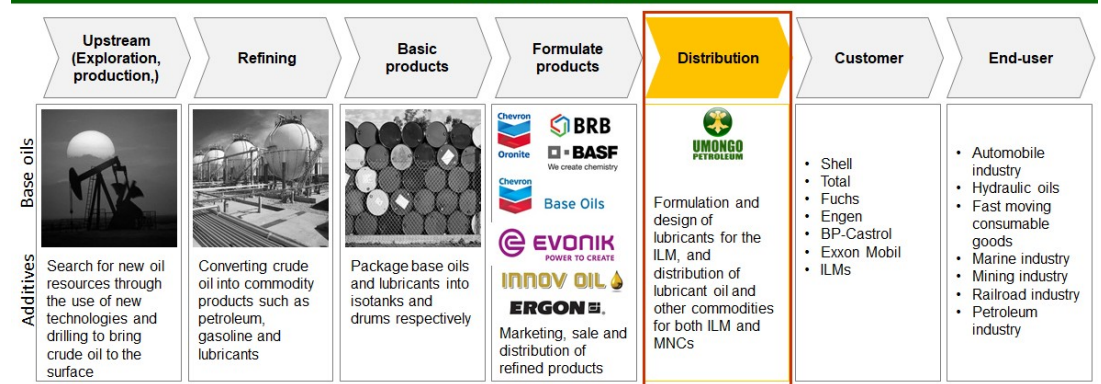 Upstream
(Exploration,
production,)
Refining
Basic
products
Formulate
products
Distribution
Customer
End-user
Base oils
Additives
Search for new oil
resources through
the use of new
technologies and
drilling to bring
crude oil to the
surface
Converting crude
oil into commodity
products such as
petroleum,
gasoline and
lubricants
Package base oils
and lubricants into
isotanks and
drums respectively
Chevron
Oronite
BRB
BASF
We create chemistry
Chevron
Base Oils
EVONIK
POWER TO CREATE
INNOV OIL
ERGON
Marketing, sale and
distribution of
refined products
UMONGO
PETROLEUM
Formulation and
design of
lubricants for the
ILM, and
distribution of
lubricant oil and
other commodities
for both ILM and
MNCs
• Shell
• Total
• Fuchs
• Engen
• BP-Castrol
• Exxon Mobil
• ILMs
• Automobile
industry
• Hydraulic oils
• Fast moving
consumable
goods
• Marine industry
• Mining industry
• Railroad industry
• Petroleum
industry